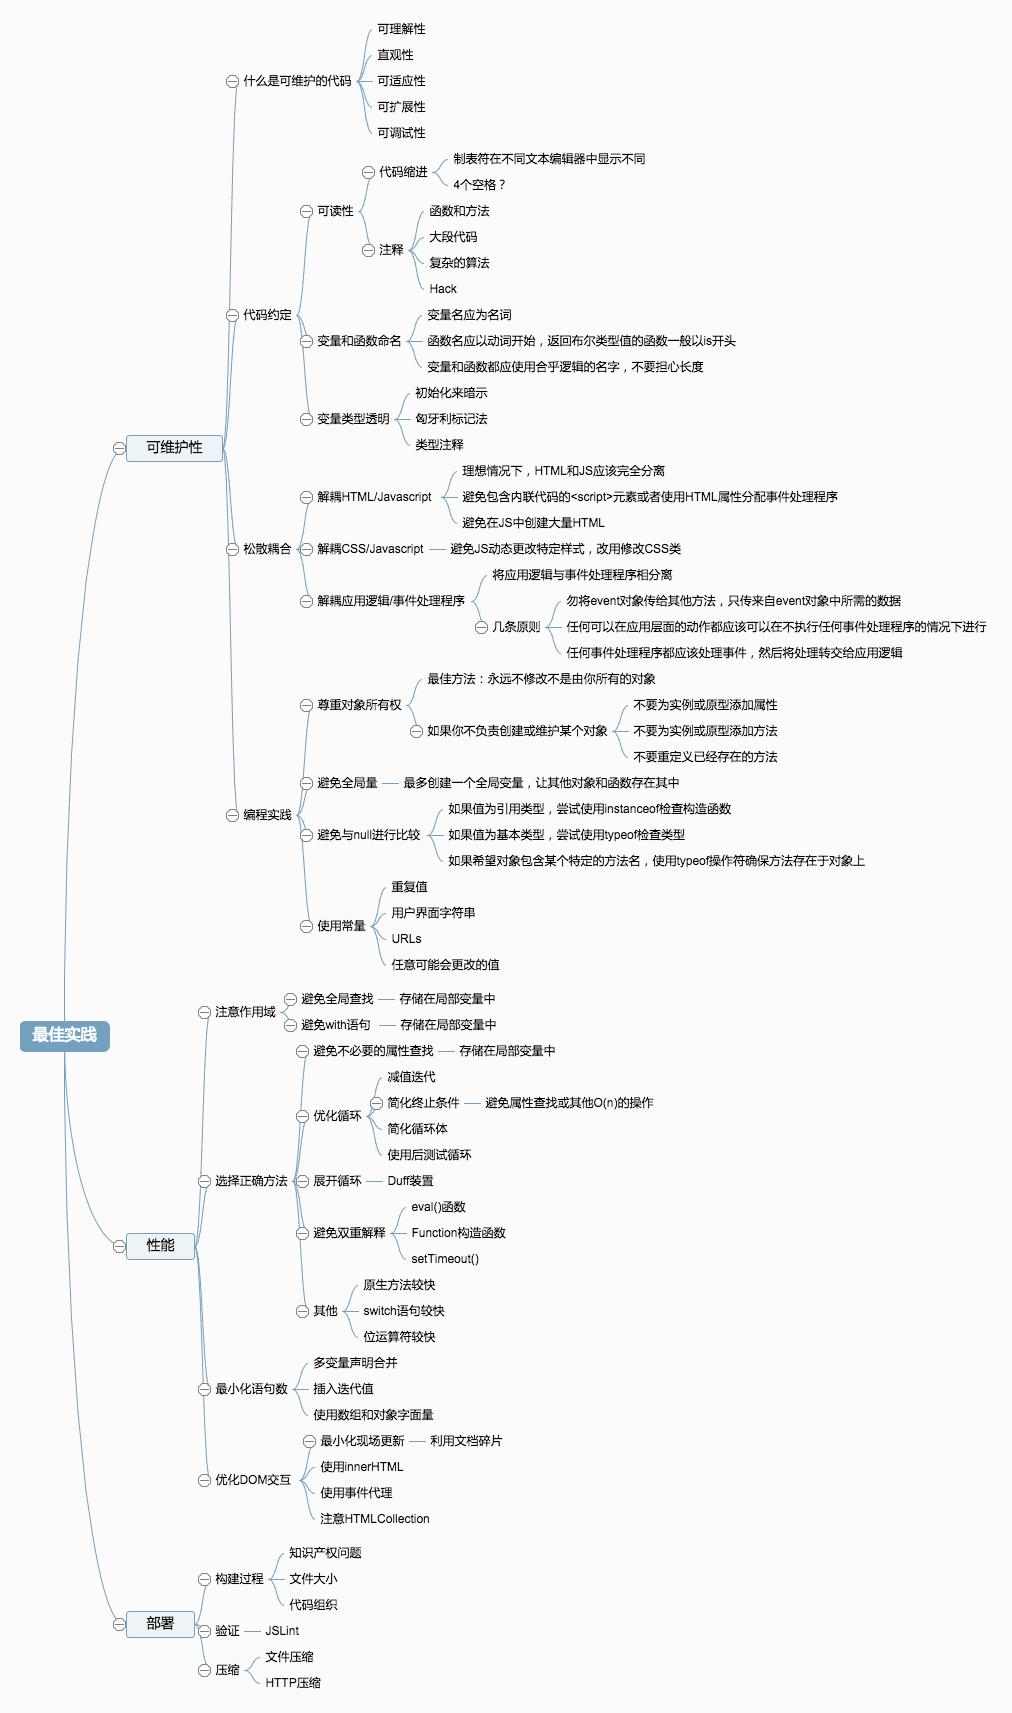 可理解性
直观性
什么是可维护的代码
可适应性
可扩展性
可调试性
制表符在不同文本编辑器中显示不同
代码缩进
4个空格？
可读性
函数和方法
大段代码
注释
复杂的算法
Hack
代码约定
变量名应为名词
变量和函数命名
函数名应以动词开始，返回布尔类型值的函数一般以is开头
变量和函数都应使用合乎逻辑的名字，不要担心长度
初始化来暗示
变量类型透明
匈牙利标记法
类型注释
可维护性
理想情况下，HTML和JS应该完全分离
解耦HTML/Javascript
避免包含内联代码的<script>元素或者使用HTML属性分配事件处理程序
避免在JS中创建大量HTML
松散耦合
解耦CSS/Javascript
避免JS动态更改特定样式，改用修改CSS类
将应用逻辑与事件处理程序相分离
解耦应用逻辑/事件处理程序
勿将event对象传给其他方法，只传来自event对象中所需的数据
几条原则
任何可以在应用层面的动作都应该可以在不执行任何事件处理程序的情况下进行
任何事件处理程序都应该处理事件，然后将处理转交给应用逻辑
最佳方法：永远不修改不是由你所有的对象
尊重对象所有权
不要为实例或原型添加属性
如果你不负责创建或维护某个对象
不要为实例或原型添加方法
不要重定义已经存在的方法
避免全局量
最多创建一个全局变量，让其他对象和函数存在其中
编程实践
如果值为引用类型，尝试使用instanceof检查构造函数
避免与null进行比较
如果值为基本类型，尝试使用typeof检查类型
如果希望对象包含某个特定的方法名，使用typeof操作符确保方法存在于对象上
重复值
用户界面字符串
使用常量
URLs
任意可能会更改的值
最佳实践
注意作用域
避免全局查找
存储在局部变量中
避免with语句
存储在局部变量中
避免不必要的属性查找
存储在局部变量中
减值迭代
优化循环
简化终止条件
避免属性查找或其他O(n)的操作
简化循环体
使用后测试循环
选择正确方法
展开循环
Duff装置
eval()函数
避免双重解释
Function构造函数
setTimeout()
性能
原生方法较快
其他
switch语句较快
位运算符较快
多变量声明合并
最小化语句数
插入迭代值
使用数组和对象字面量
最小化现场更新
利用文档碎片
优化DOM交互
使用innerHTML
使用事件代理
注意HTMLCollection
知识产权问题
构建过程
文件大小
代码组织
部署
验证
JSLint
文件压缩
压缩
HTTP压缩